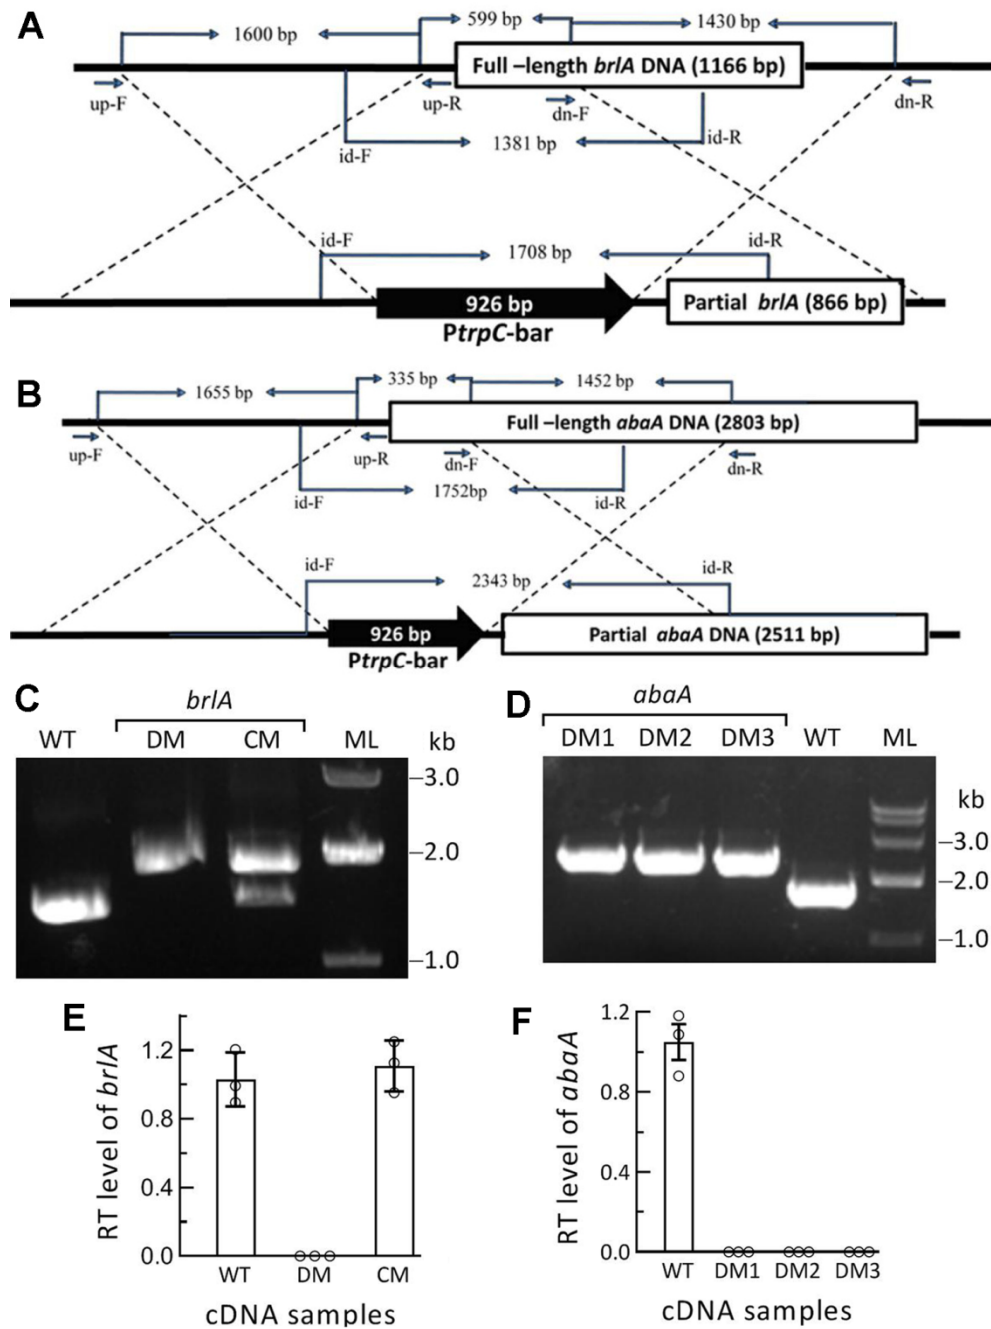 A
1600 bp
599 bp
1430 bp
Full –length brlA DNA (1166 bp)
up-F
up-R
dn-F
dn-R
id-F
1381 bp
id-R
id-F
1708 bp
id-R
926 bp
PtrpC-bar
Partial brlA (866 bp)
B
1655 bp
335 bp
1452 bp
Full –length abaA DNA (2803 bp)
up-F
up-R
dn-F
dn-R
id-F
1752bp
id-R
id-F
2343 bp
id-R
926 bp
PtrpC-bar
Partial abaA DNA (2511 bp)
C
brlA
WT DM CM ML kb
3.0
2.0
1.0
D
abaA
DM1 DM2 DM3 WT ML
kb
3.0
2.0
1.0
E
RT level of brlA
1.2
0.8
0.4
0.0
WT DM CM
cDNA samples
F
RT level of abaA
1.2
0.8
0.4
0.0
WT DM1 DM2 DM3
cDNA samples